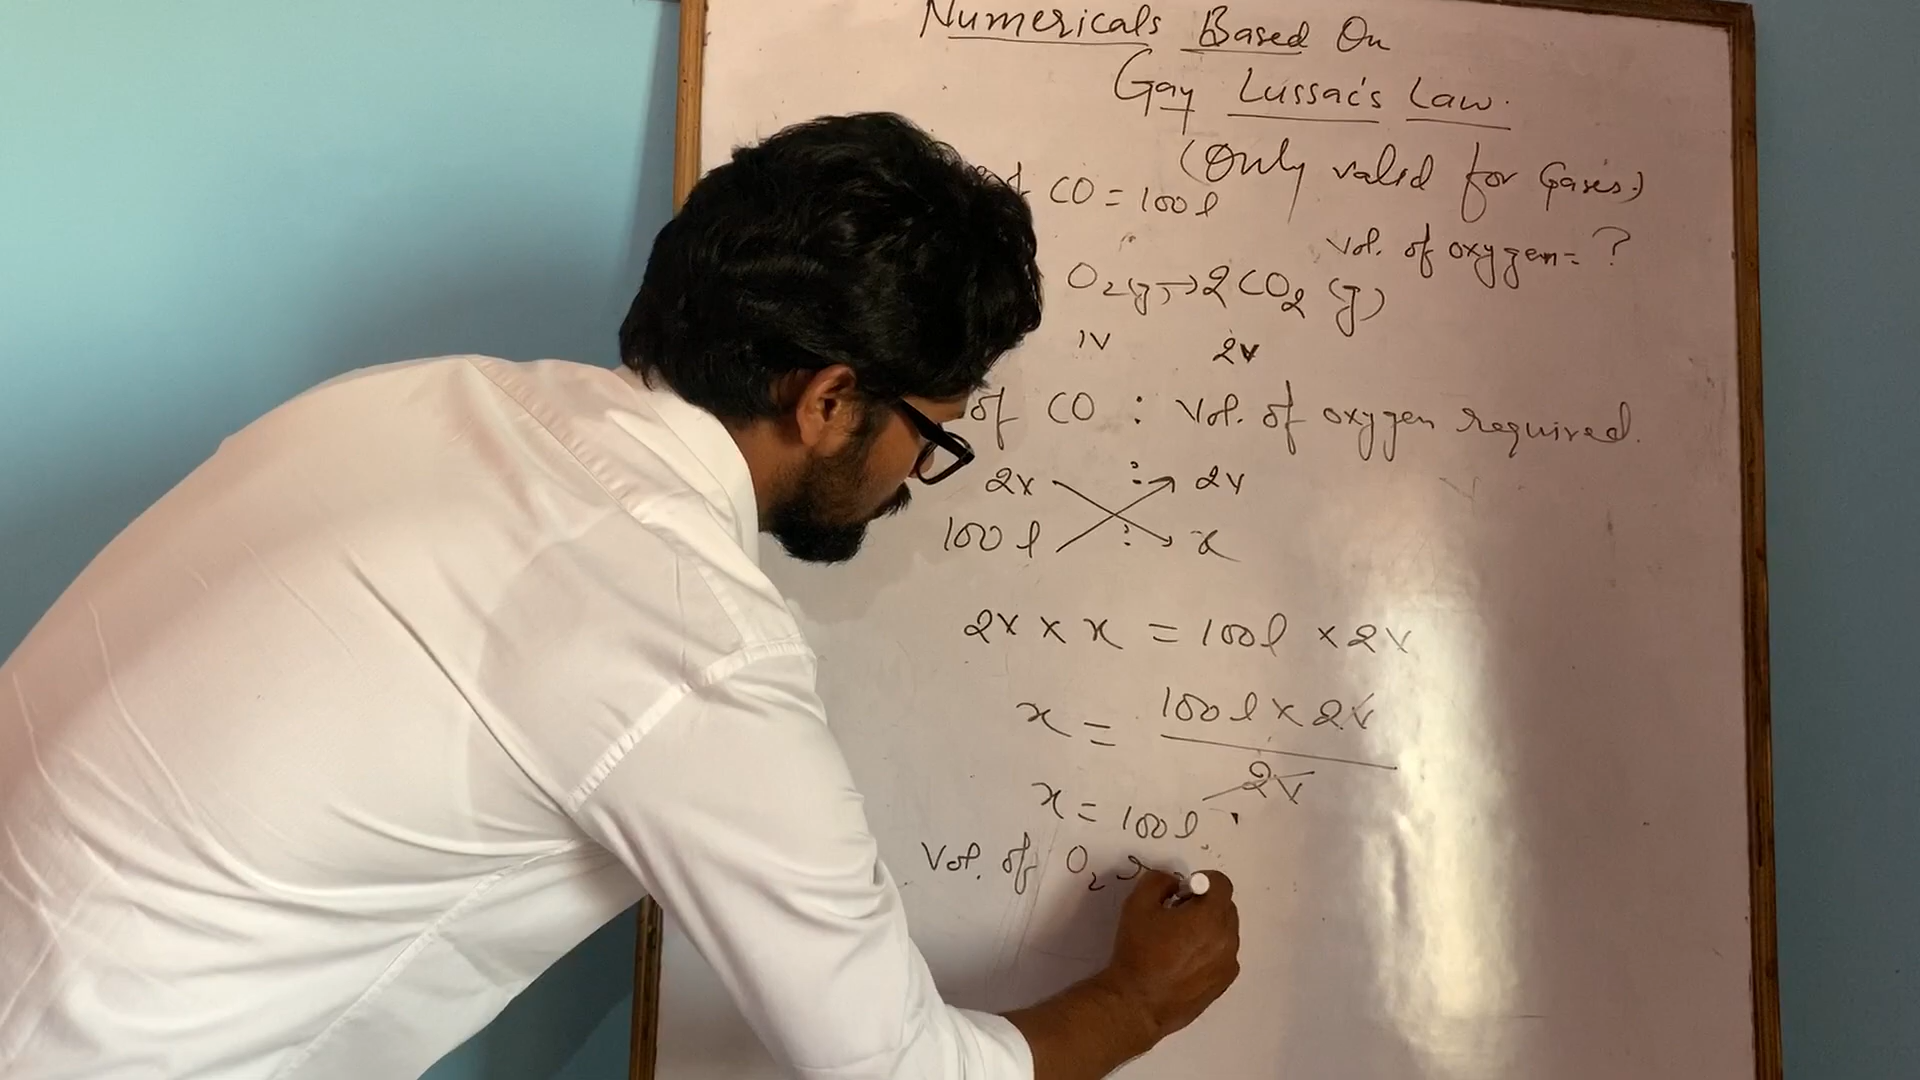 Numericals Based On
Gay Lussac's Law.
(Only valid for Gases.)
CO = 100 l
Vol. of oxygen = ?
O2(g) → 2CO2 (g)
1V 2V
of CO : Vol. of oxygen required.
2V : 2V
100 l : x
2V × x = 100 l × 2V
x = 100 l × 2V
2V
x = 100 l.
Vol. of O2